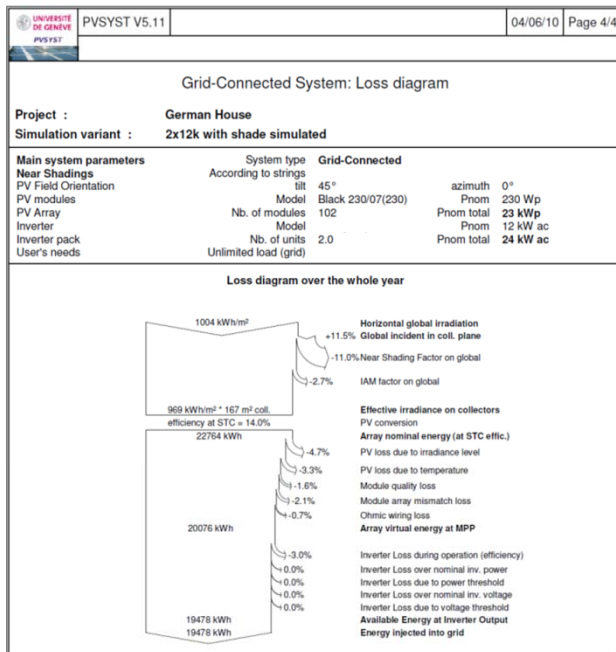 UNIVERSITÉ
DE GENÈVE
PVSYST
PVSYST V5.11
04/06/10
Page 4/4
Grid-Connected System: Loss diagram
Project : German House
Simulation variant : 2x12k with shade simulated
Main system parameters System type Grid-Connected
Near Shadings According to strings
PV Field Orientation tilt 45° azimuth 0°
PV modules Model Black 230/07(230) Pnom 230 Wp
PV Array Nb. of modules 102 Pnom total 23 kWp
Inverter Model Pnom 12 kW ac
Inverter pack Nb. of units 2.0 Pnom total 24 kW ac
User's needs Unlimited load (grid)
Loss diagram over the whole year
1004 kWh/m² Horizontal global irradiation
+11.5% Global incident in coll. plane
-11.0% Near Shading Factor on global
-2.7% IAM factor on global
969 kWh/m² * 167 m² coll. Effective irradiance on collectors
efficiency at STC = 14.0% PV conversion
22764 kWh Array nominal energy (at STC effic.)
-4.7% PV loss due to irradiance level
-3.3% PV loss due to temperature
-1.6% Module quality loss
-2.1% Module array mismatch loss
-0.7% Ohmic wiring loss
20076 kWh Array virtual energy at MPP
-3.0% Inverter Loss during operation (efficiency)
0.0% Inverter Loss over nominal inv. power
0.0% Inverter Loss due to power threshold
0.0% Inverter Loss over nominal inv. voltage
0.0% Inverter Loss due to voltage threshold
19478 kWh Available Energy at Inverter Output
19478 kWh Energy injected into grid